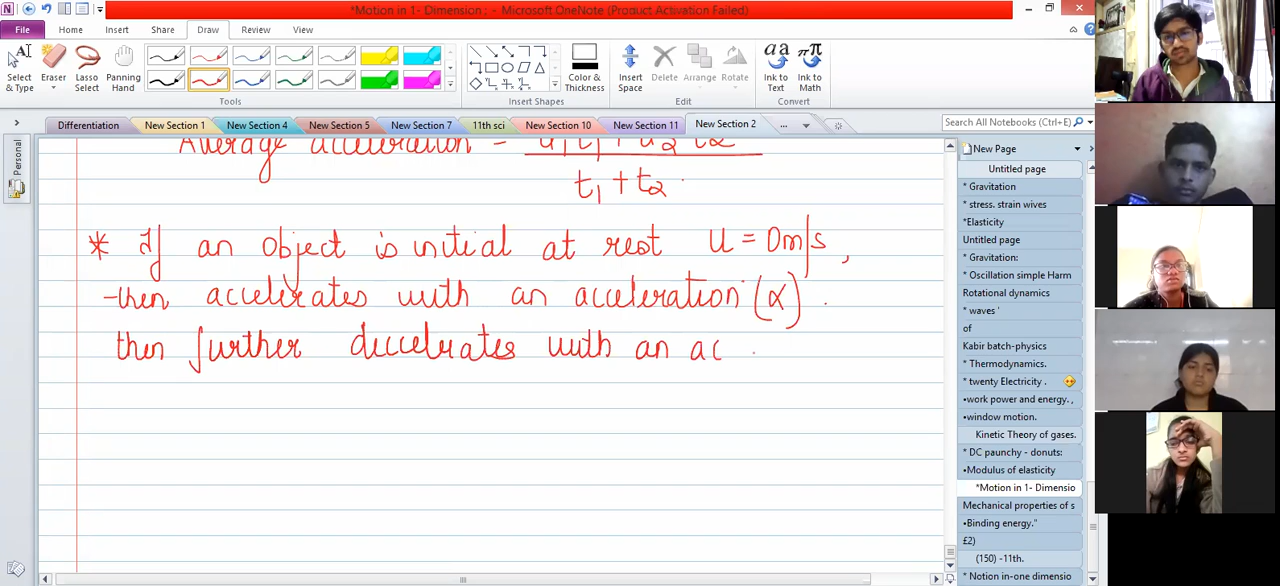 *Motion in 1- Dimension ; - Microsoft OneNote (Product Activation Failed)
File Home Insert Share Draw Review View
Select & Type
Eraser
Lasso Select
Panning Hand
Color & Thickness
Insert Space
Delete
Arrange
Rotate
Ink to Text
Ink to Math
Tools
Insert Shapes
Edit
Convert
Differentiation New Section 1 New Section 4 New Section 5 New Section 7 11th sci New Section 10 New Section 11 New Section 2 ...
Search All Notebooks (Ctrl+E)
Personal
Average acceleration =
t₁ + t₂
* If an object is initial at rest u = 0m/s,
then accelerates with an acceleration (α).
then further deccelrates with an ac
New Page
Untitled page
* Gravitation
* stress. strain wives
*Elasticity
Untitled page
* Gravitation:
* Oscillation simple Harm
Rotational dynamics
* waves '
of
Kabir batch-physics
* Thermodynamics.
* twenty Electricity .
•work power and energy. ,
•window motion.
Kinetic Theory of gases.
* DC paunchy - donuts:
•Modulus of elasticity
*Motion in 1- Dimensio
Mechanical properties of s
•Binding energy."
£2)
(150) -11th.
* Notion in-one dimensio